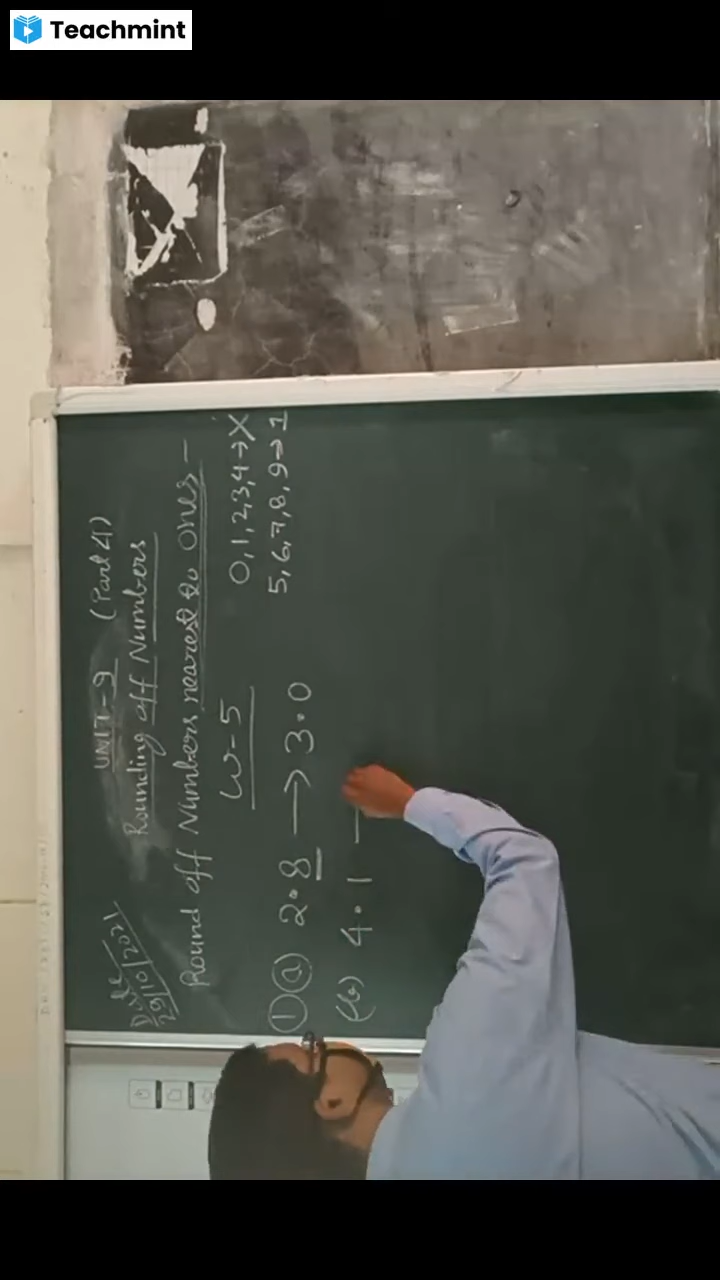 Teachmint
UNIT-9 (Part 4)
Date
29/10/2021
Rounding off Numbers
Round off Numbers nearest to ones-
W-5
0,1,2,3,4→X
5,6,7,8,9→1
① (a) 2.8 → 3.0
(b) 4.1 —